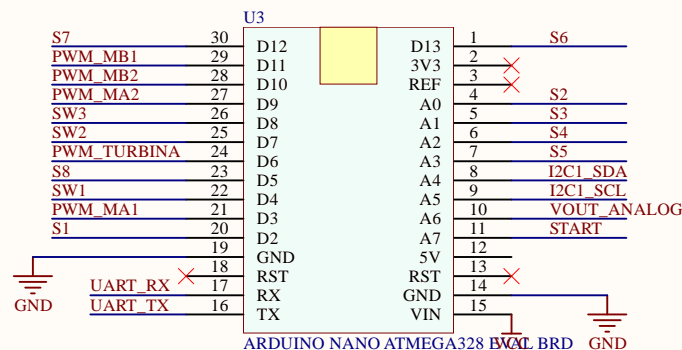 U3
S7 30 D12 D13 1 S6
PWM_MB1 29 D11 3V3 2
PWM_MB2 28 D10 REF 3
PWM_MA2 27 D9 A0 4 S2
SW3 26 D8 A1 5 S3
SW2 25 D7 A2 6 S4
PWM_TURBINA 24 D6 A3 7 S5
S8 23 D5 A4 8 I2C1_SDA
SW1 22 D4 A5 9 I2C1_SCL
PWM_MA1 21 D3 A6 10 VOUT_ANALOG
S1 20 D2 A7 11 START
19 GND 5V 12
18 RST RST 13
UART_RX 17 RX GND 14
UART_TX 16 TX VIN 15
GND GND
ARDUINO NANO ATMEGA328 EVAL BRD
VCC